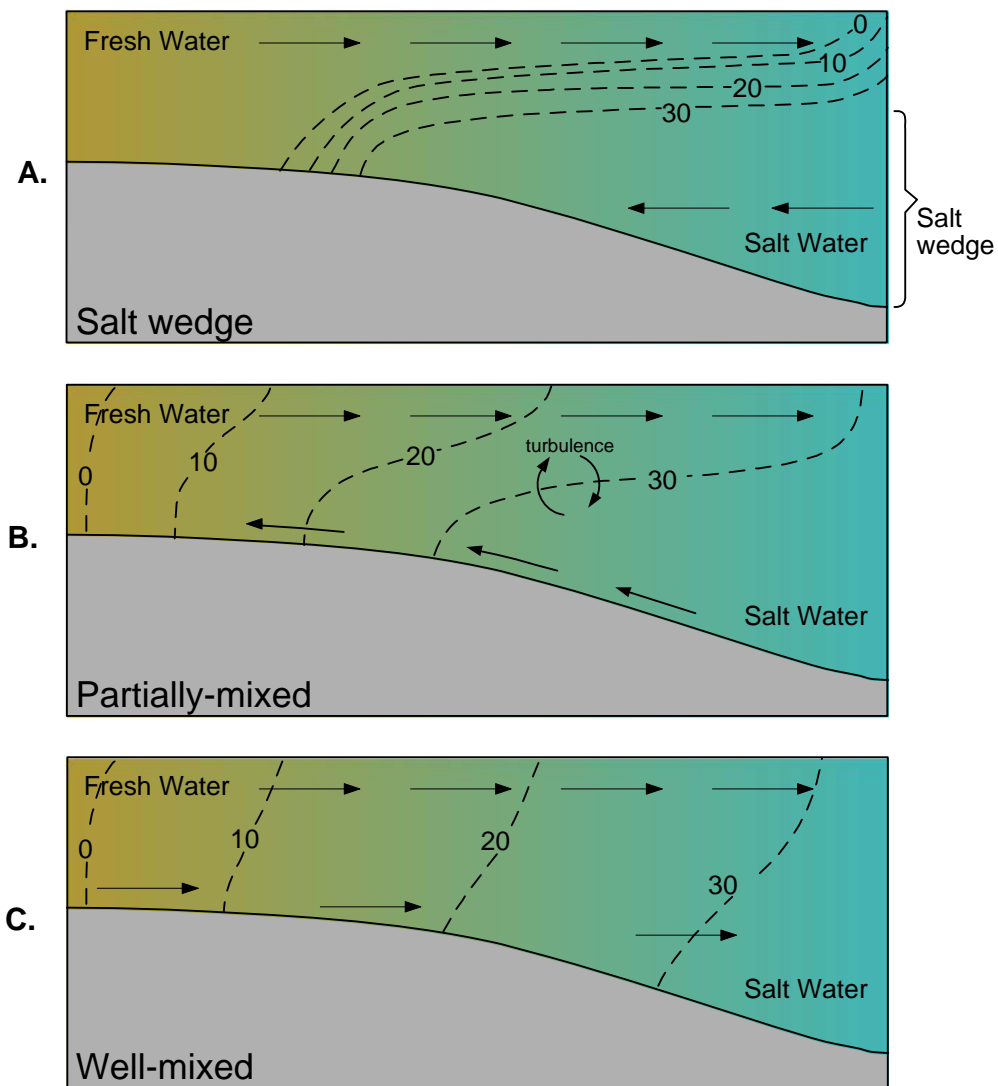 A.
Fresh Water
0
10
20
30
Salt Water
Salt
wedge
Salt wedge
B.
Fresh Water
0
10
20
turbulence
30
Salt Water
Partially-mixed
C.
Fresh Water
0
10
20
30
Salt Water
Well-mixed